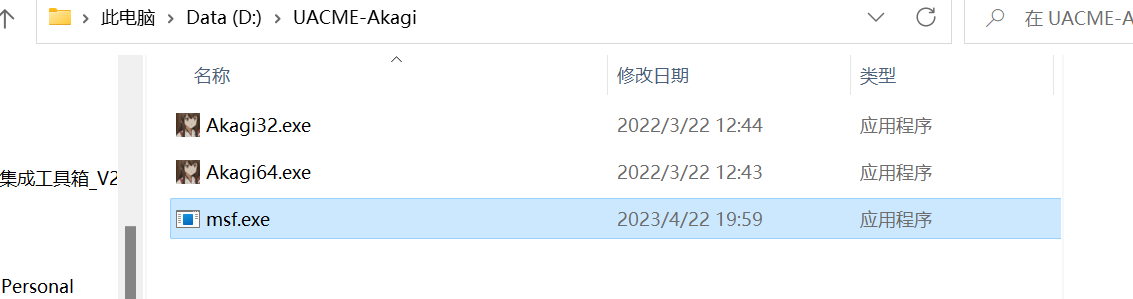 此电脑 > Data (D:) > UACME-Akagi
在 UACME-A
名称 修改日期 类型
Akagi32.exe 2022/3/22 12:44 应用程序
Akagi64.exe 2022/3/22 12:43 应用程序
集成工具箱_V2
msf.exe 2023/4/22 19:59 应用程序
Personal